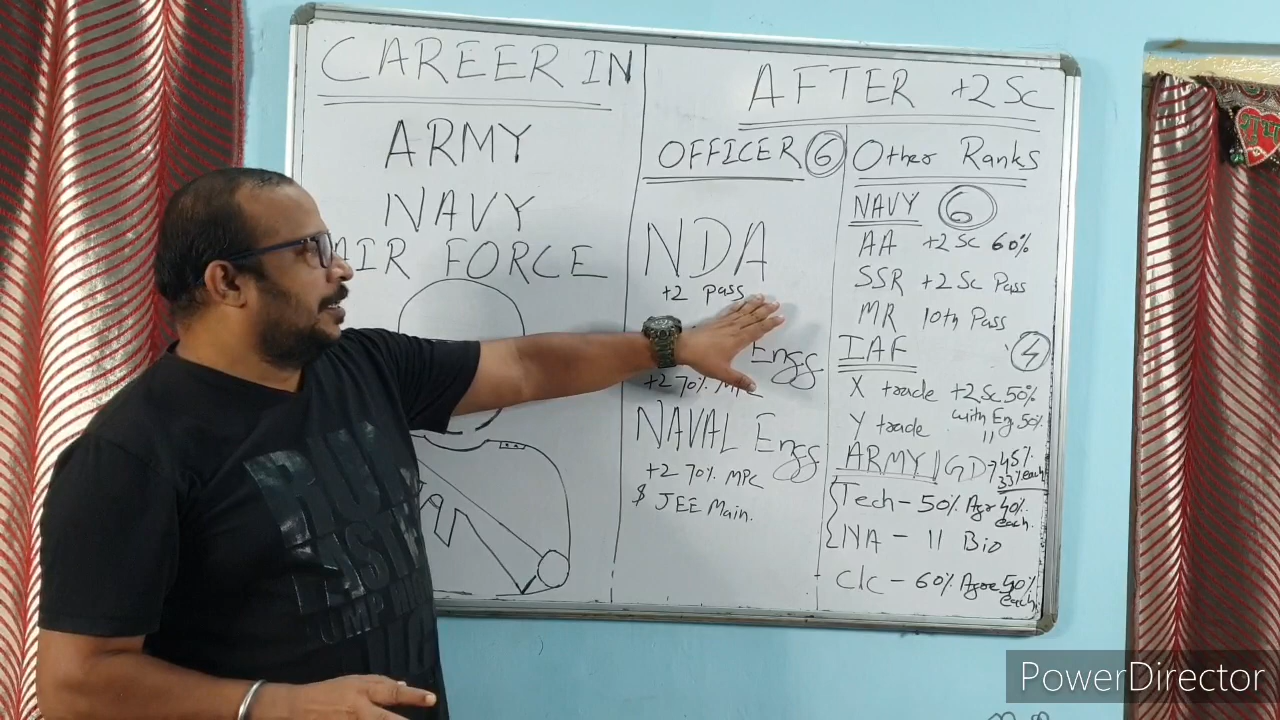 CAREER IN
ARMY
NAVY
AIR FORCE
AFTER +2 SC
OFFICER 6
NDA
+2 pass
Engg
+2 70%
NAVAL Engg
+2 70% MPC
$ JEE Main.
Other Ranks
NAVY 6
AA +2 SC 60%
SSR +2 SC Pass
MR 10th Pass
IAF 4
X trade +2 SC 50%
with Eng 50%
Y trade 11
ARMY GD 45%
33% each
Tech - 50% Agr 40%
each.
NA - 11 Bio
Clc - 60% Agre 50%
each
PowerDirector